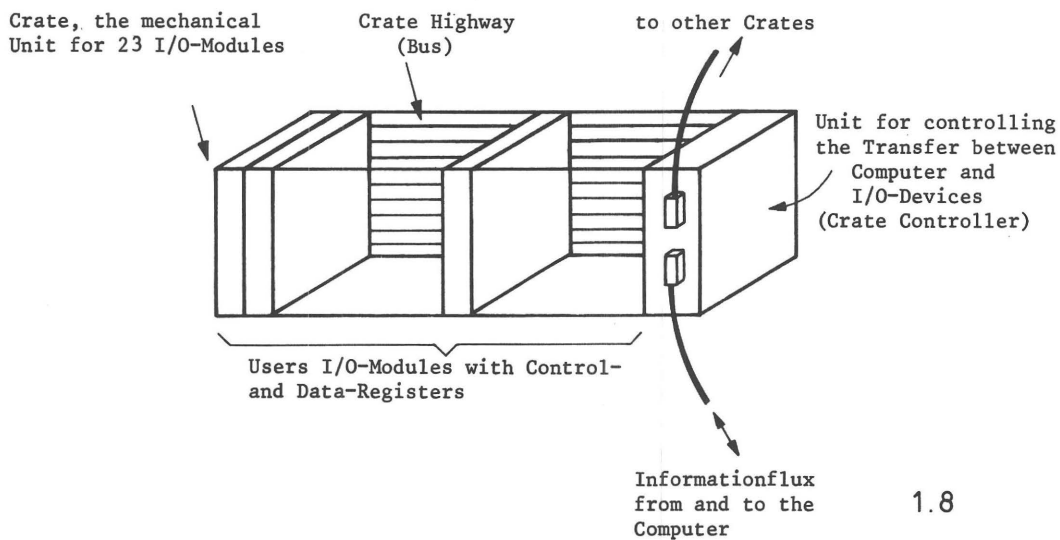 Crate, the mechanical
Unit for 23 I/O-Modules
Crate Highway
(Bus)
to other Crates
Unit for controlling
the Transfer between
Computer and
I/O-Devices
(Crate Controller)
Users I/O-Modules with Control-
and Data-Registers
Informationflux
from and to the
Computer
1.8